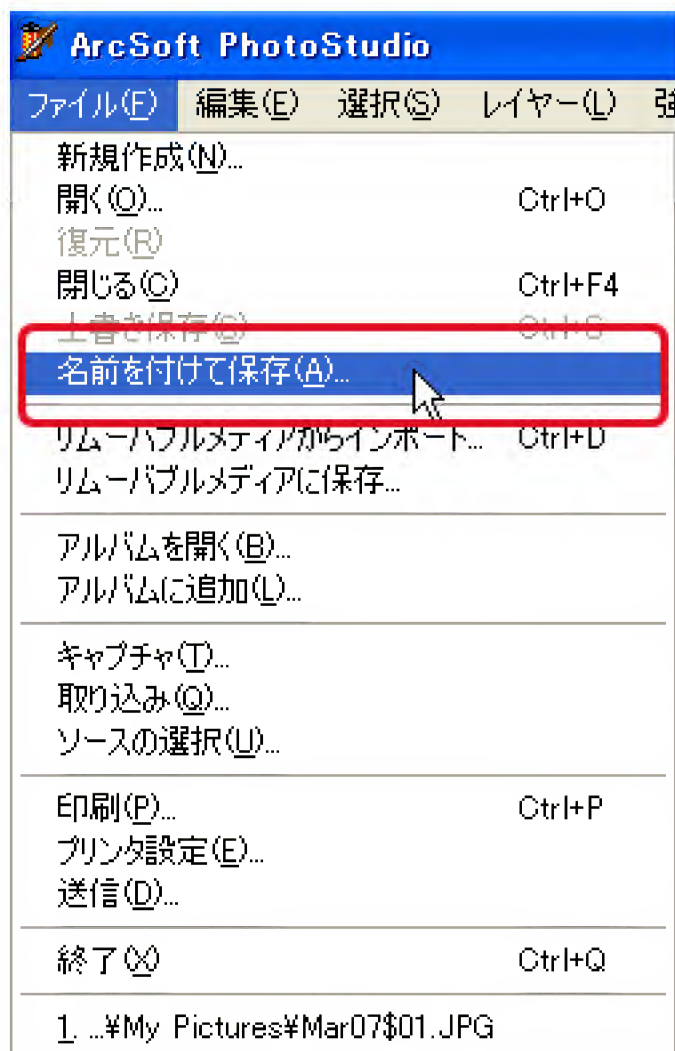 ArcSoft PhotoStudio
ファイル(F) 編集(E) 選択(S) レイヤー(L) 強
新規作成(N)...
開く(O)... Ctrl+O
復元(R)
閉じる(C) Ctrl+F4
上書き保存(S) Ctrl+S
名前を付けて保存(A)...
リムーバブルメディアからインポート... Ctrl+D
リムーバブルメディアに保存...
アルバムを開く(B)...
アルバムに追加(L)...
キャプチャ(T)...
取り込み(Q)...
ソースの選択(U)...
印刷(P)... Ctrl+P
プリンタ設定(E)...
送信(D)...
終了(X) Ctrl+Q
1. ...¥My Pictures¥Mar07$01.JPG